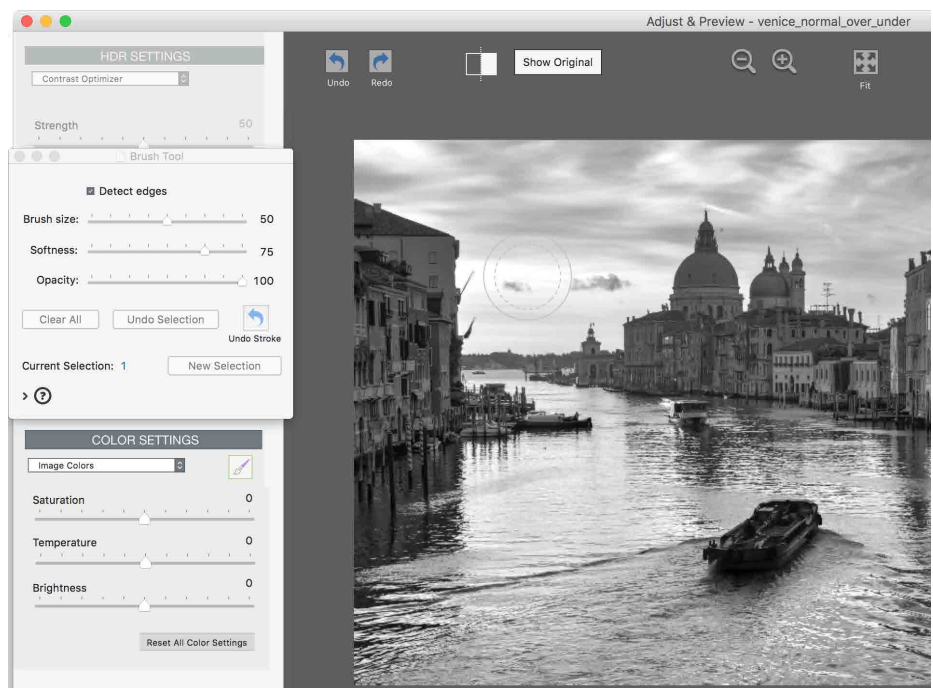 Adjust & Preview - venice_normal_over_under
HDR SETTINGS
Contrast Optimizer
Strength 50
Undo
Redo
Show Original
Fit
Brush Tool
Detect edges
Brush size: 50
Softness: 75
Opacity: 100
Clear All
Undo Selection
Undo Stroke
Current Selection: 1
New Selection
> ?
COLOR SETTINGS
Image Colors
Saturation 0
Temperature 0
Brightness 0
Reset All Color Settings